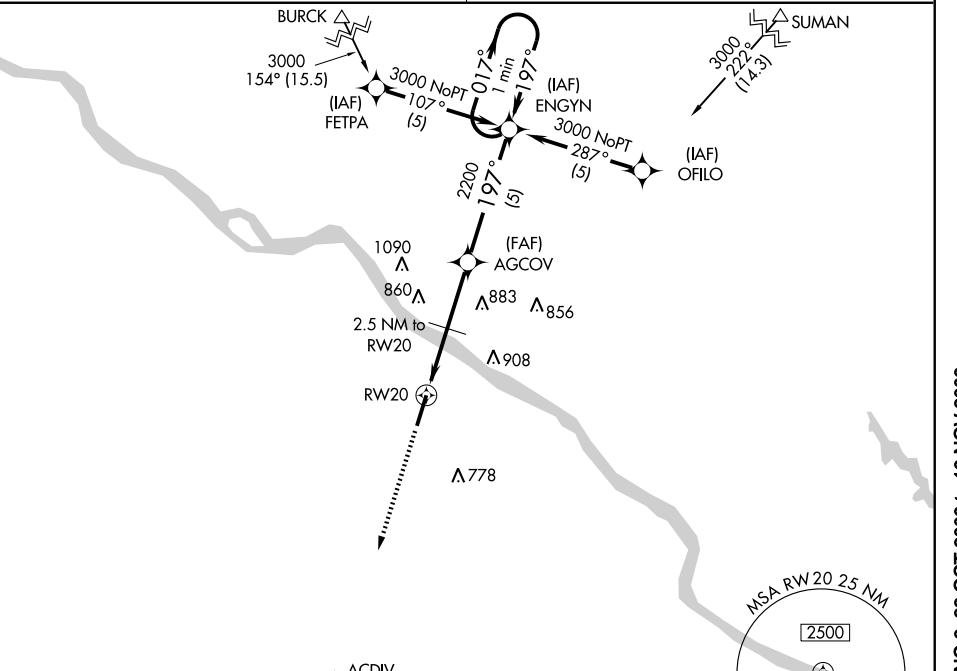 BURCK
SUMAN
3000
154° (15.5)
3000 NoPT
107°
(5)
(IAF)
FETPA
017°
1 min
197°
(IAF)
ENGYN
3000
222°
(14.3)
3000 NoPT
287°
(5)
(IAF)
OFILO
2200
197°
(5)
(FAF)
AGCOV
1090
860
883
856
2.5 NM to
RW20
908
RW20
778
MSA RW20 25 NM
2500